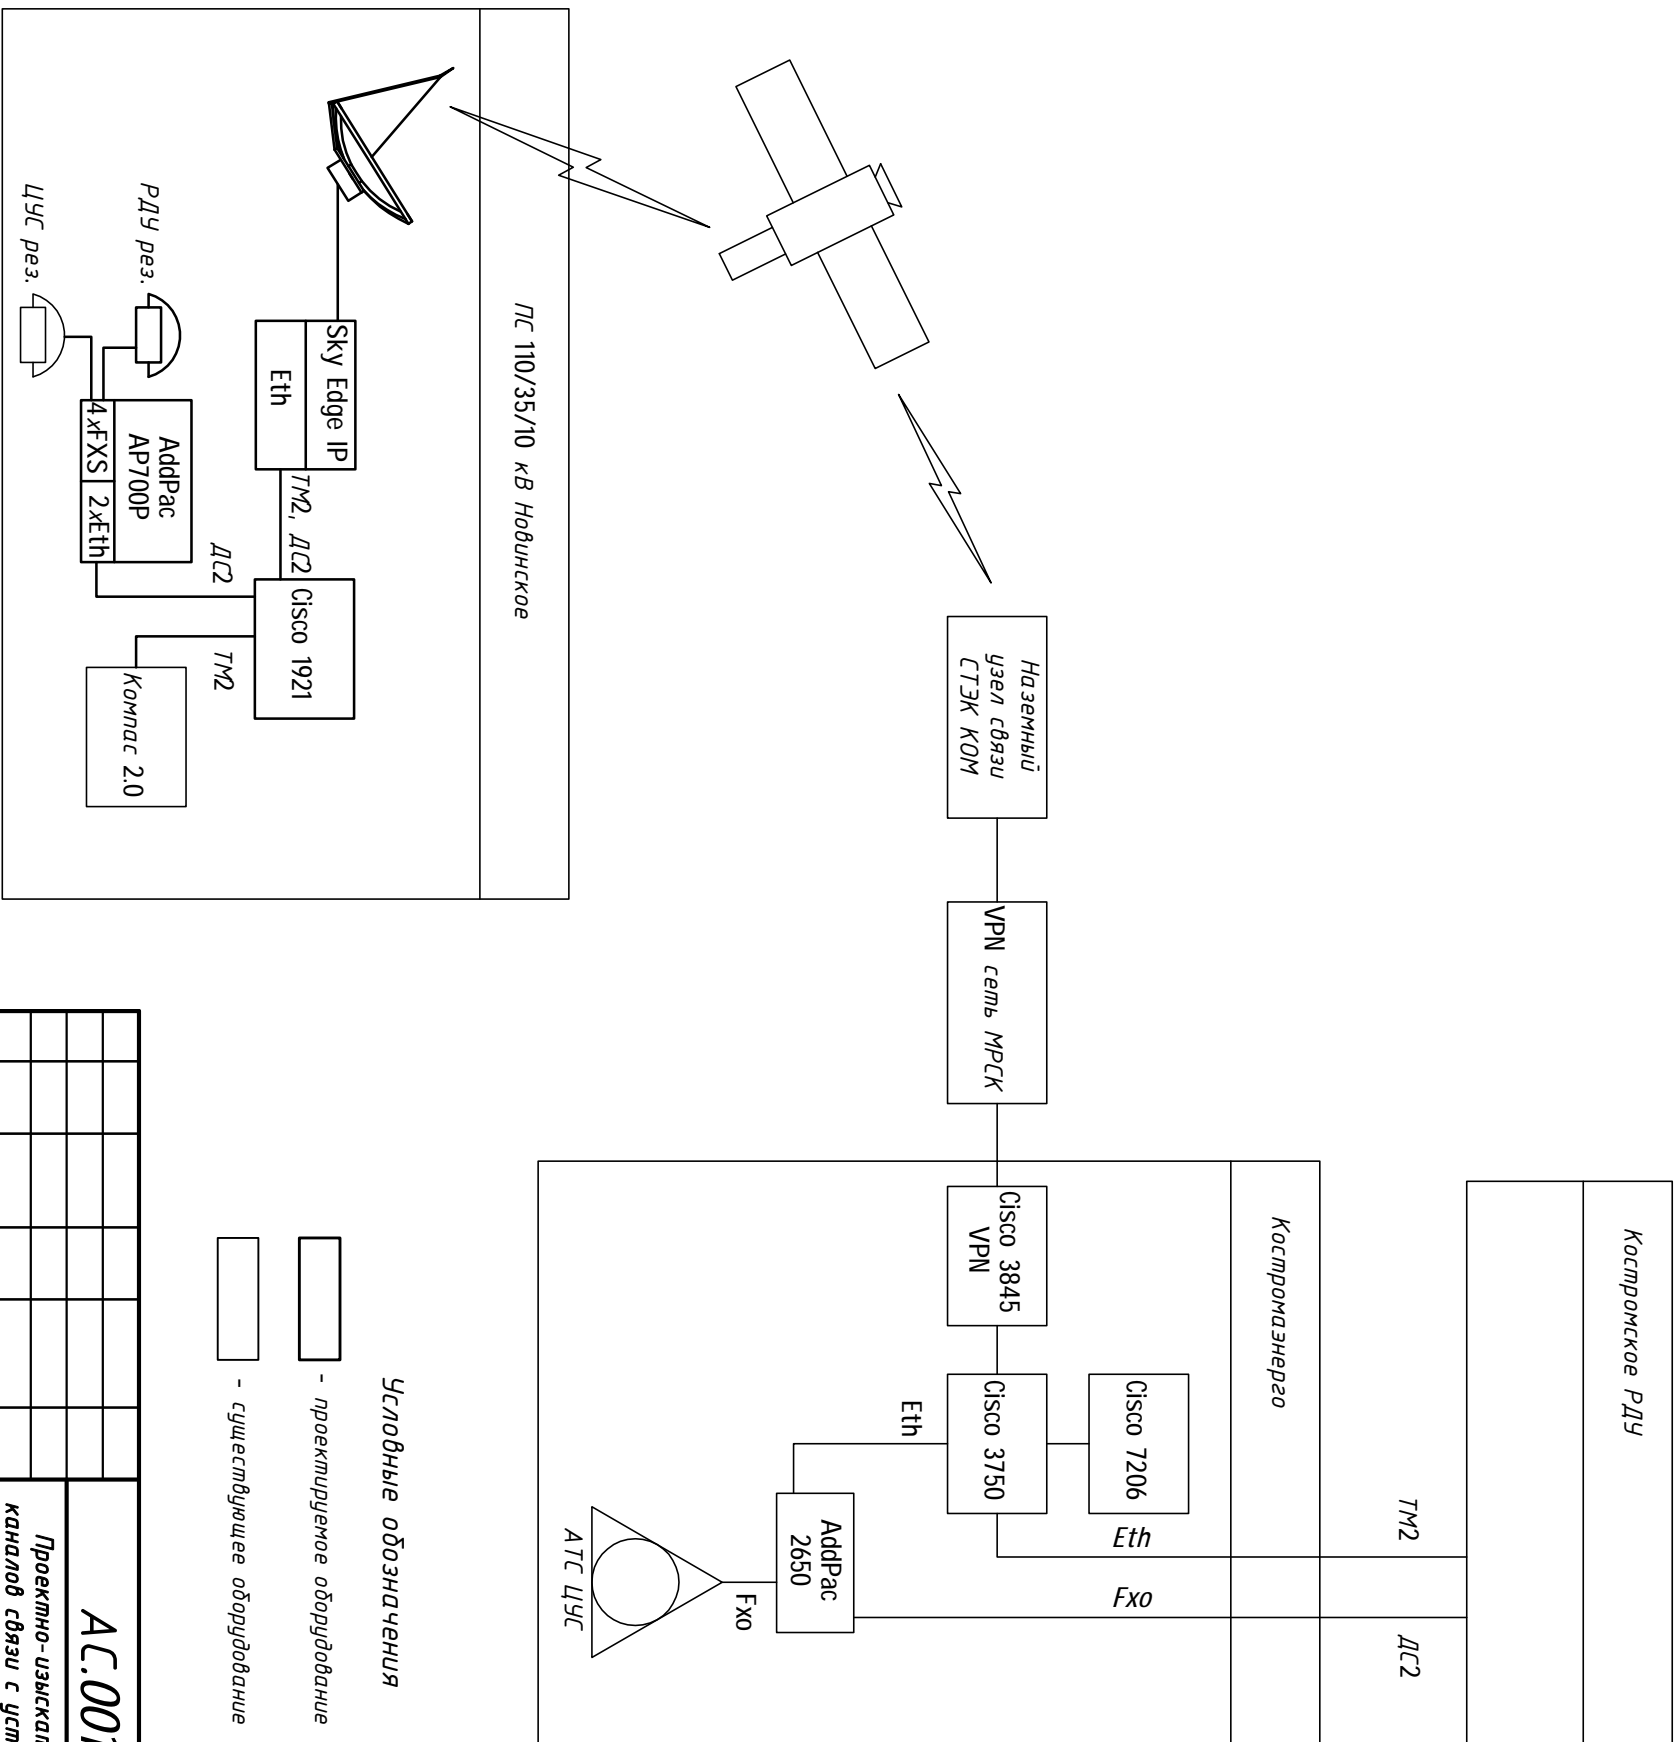 Костромское РДУ
ТМ2
ДС2
Костромаэнерго
Eth
Fxo
Cisco 7206
Наземный
узел связи
СТЭК КОМ
VPN сеть МРСК
Cisco 3845
VPN
Cisco 3750
Eth
AddPac
2650
Fxo
АТС ЦУС
ПС 110/35/10 кВ Новинское
Sky Edge IP
Eth
ТМ2, ДС2
Cisco 1921
ДС2
ТМ2
РДУ рез.
ЦУС рез.
AddPac
AP700P
4xFXS
2xEth
Компас 2.0
Условные обозначения
- проектируемое оборудование
- существующее оборудование
АС.001
Проектно-изыскат
каналов связи с уст